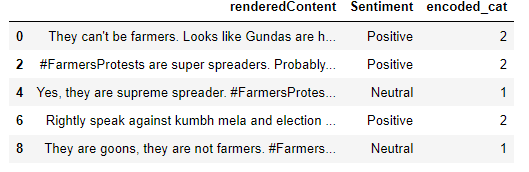 renderedContent Sentiment encoded_cat
0 They can't be farmers. Looks like Gundas are h... Positive 2
2 #FarmersProtests are super spreaders. Probably... Positive 2
4 Yes, they are supreme spreader. #FarmersProtes... Neutral 1
6 Rightly speak against kumbh mela and election ... Positive 2
8 They are goons, they are not farmers. #Farmers... Neutral 1